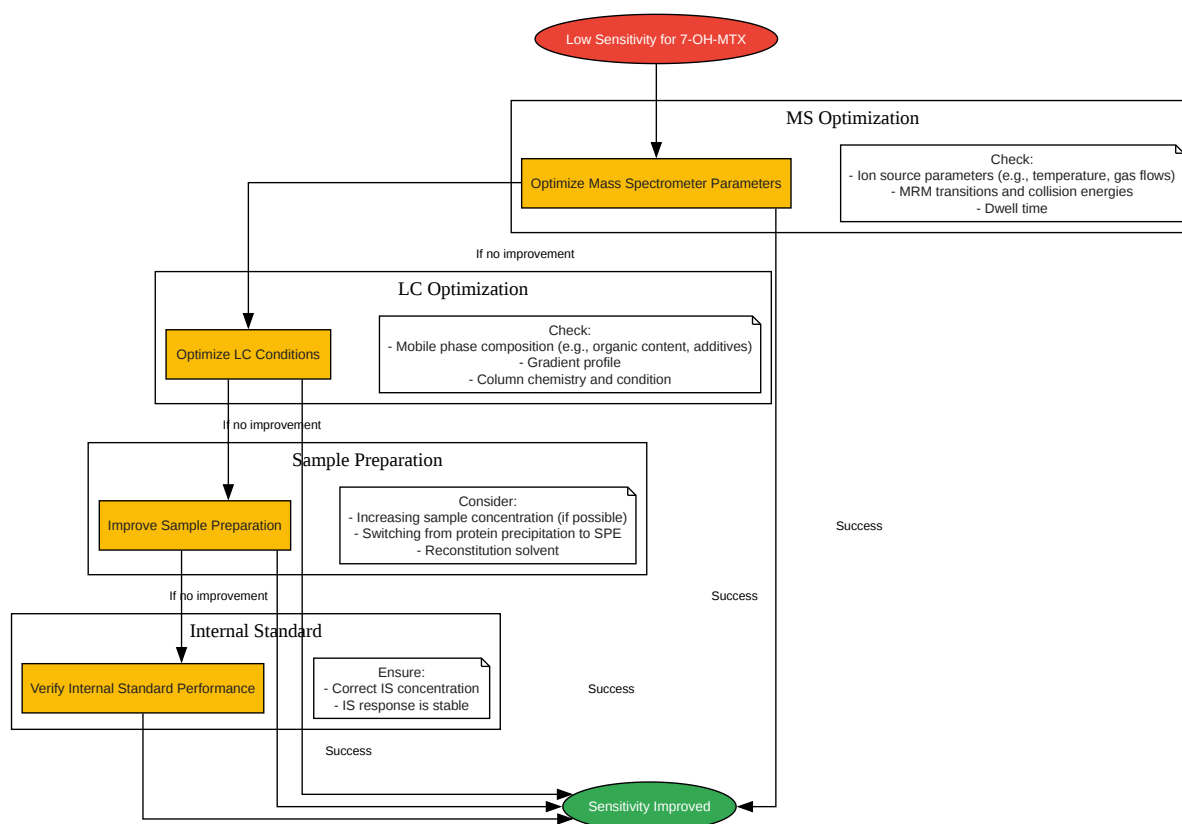 Low Sensitivity for 7-OH-MTX
MS Optimization
Optimize Mass Spectrometer Parameters
Check:
- Ion source parameters (e.g., temperature, gas flows)
- MRM transitions and collision energies
- Dwell time
If no improvement
LC Optimization
Optimize LC Conditions
Check:
- Mobile phase composition (e.g., organic content, additives)
- Gradient profile
- Column chemistry and condition
If no improvement
Sample Preparation
Improve Sample Preparation
Consider:
- Increasing sample concentration (if possible)
- Switching from protein precipitation to SPE
- Reconstitution solvent
Success
If no improvement
Success
Internal Standard
Verify Internal Standard Performance
Ensure:
- Correct IS concentration
- IS response is stable
Success
Success
Sensitivity Improved